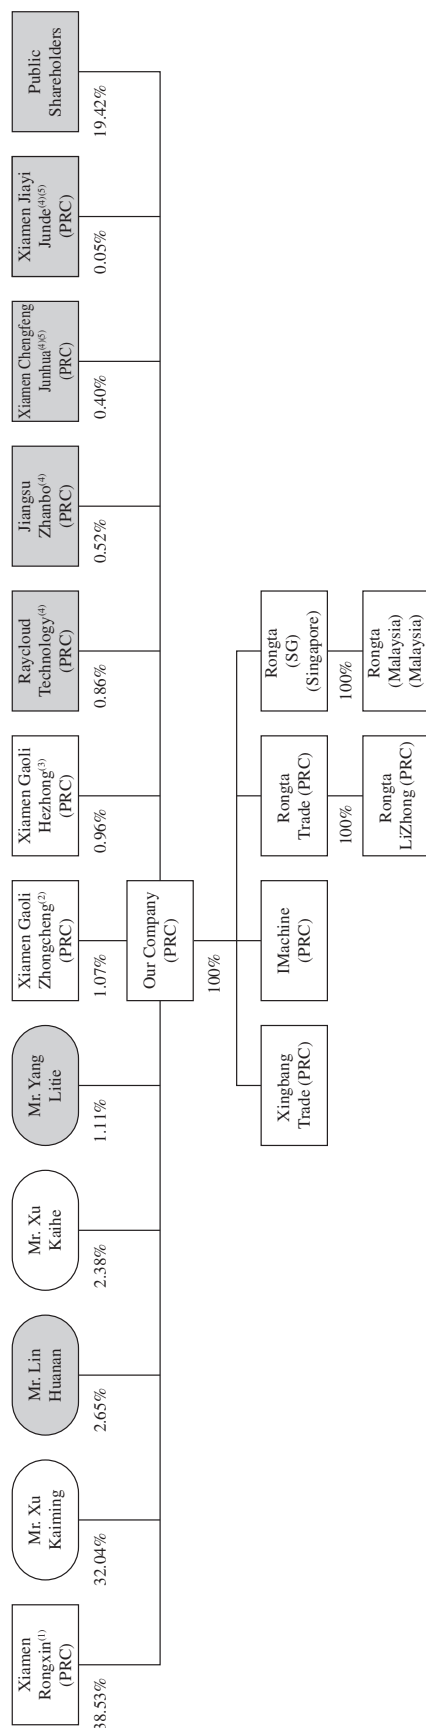 Xiamen
Rongxin(1)
(PRC)
38.53%
Mr. Xu
Kaiming
32.04%
Mr. Lin
Huanan
2.65%
Mr. Xu
Kaihe
2.38%
Mr. Yang
Litie
1.11%
Xiamen Gaoli
Zhongcheng(2)
(PRC)
1.07%
Xiamen Gaoli
Hezhong(3)
(PRC)
0.96%
Raycloud
Technology(4)
(PRC)
0.86%
Jiangsu
Zhanbo(4)
(PRC)
0.52%
Xiamen Chengfeng
Junhua(4)(5)
(PRC)
0.40%
Xiamen Jiayi
Junde(4)(5)
(PRC)
0.05%
Public
Shareholders
19.42%
Our Company
(PRC)
100%
Xingbang
Trade (PRC)
IMachine
(PRC)
Rongta
Trade (PRC)
Rongta
(SG)
(Singapore)
100%
100%
Rongta
LiZhong (PRC)
Rongta
(Malaysia)
(Malaysia)